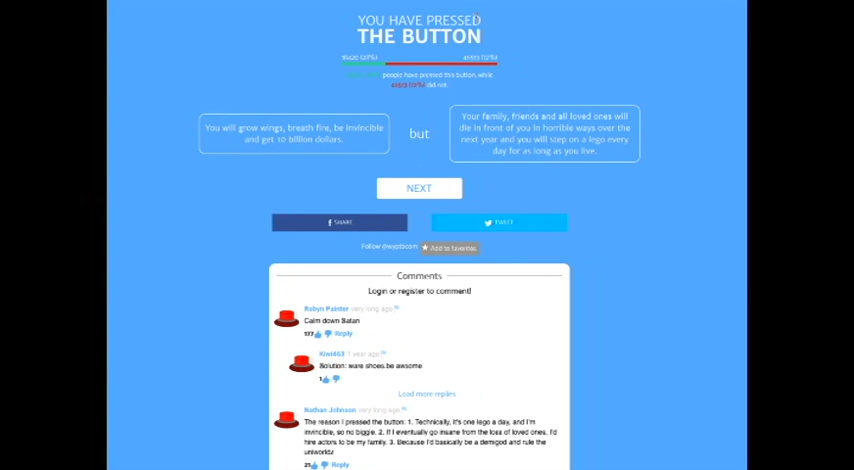 YOU HAVE PRESSED
THE BUTTON
people have pressed this button, while
did not.
You will grow wings, breath fire, be invincible
and get 10 billion dollars.
but
Your family, friends and all loved ones will
die in front of you in horrible ways over the
next year and you will step on a lego every
day for as long as you live.
NEXT
SHARE
TWEET
Follow @wyptbcom
Add to favorites
Comments
Login or register to comment!
Robyn Painter very long ago
Calm down Satan
177 Reply
Kiwi463 1 year ago
Solution: ware shoes.be awsome
1
Load more replies
Nathan Johnson very long ago
The reason I pressed the button: 1. Technically, it's one lego a day, and I'm
invincible, so no biggie. 2. If I eventually go insane from the loss of loved ones, I'd
hire actors to be my family. 3. Because I'd basically be a demigod and rule the
Reply